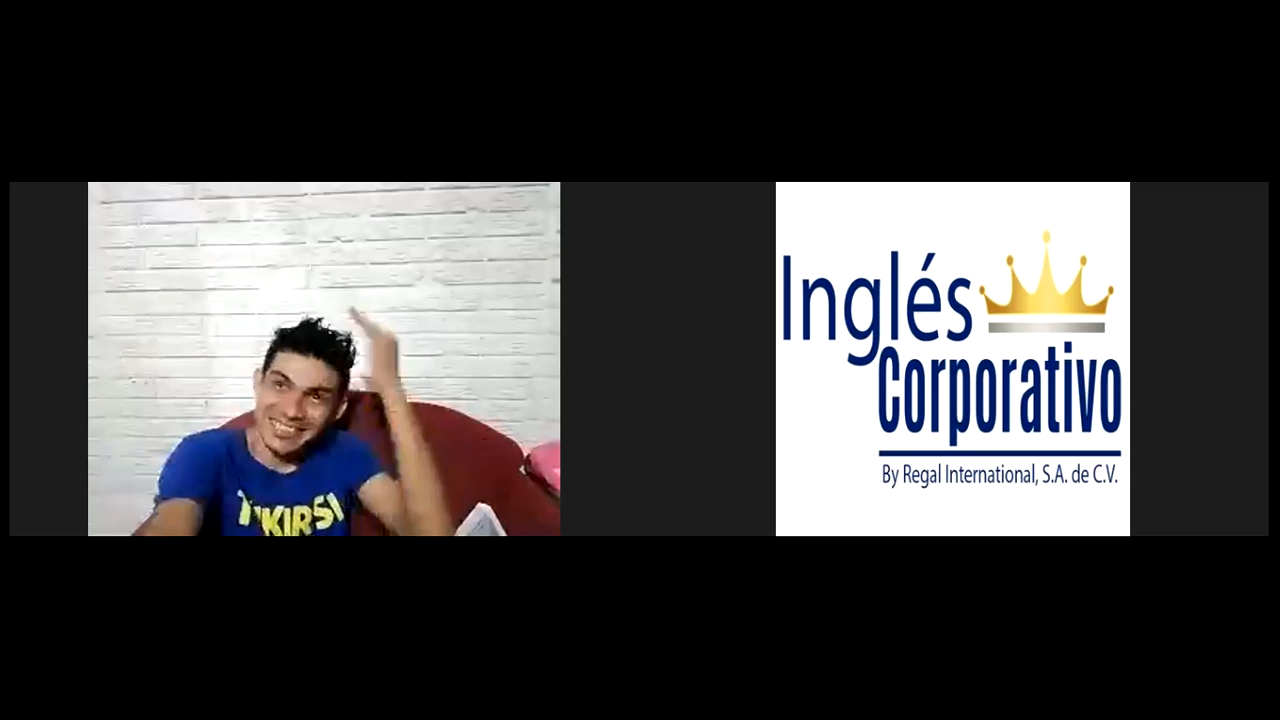 Inglés
Corporativo
By Regal International, S.A. de C.V.